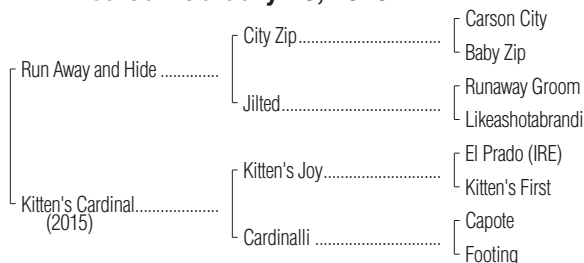 Carson City
City Zip
Baby Zip
Run Away and Hide
Runaway Groom
Jilted
Likeashotabrandi
El Prado (IRE)
Kitten's Joy
Kitten's First
Kitten's Cardinal
(2015)
Capote
Cardinalli
Footing